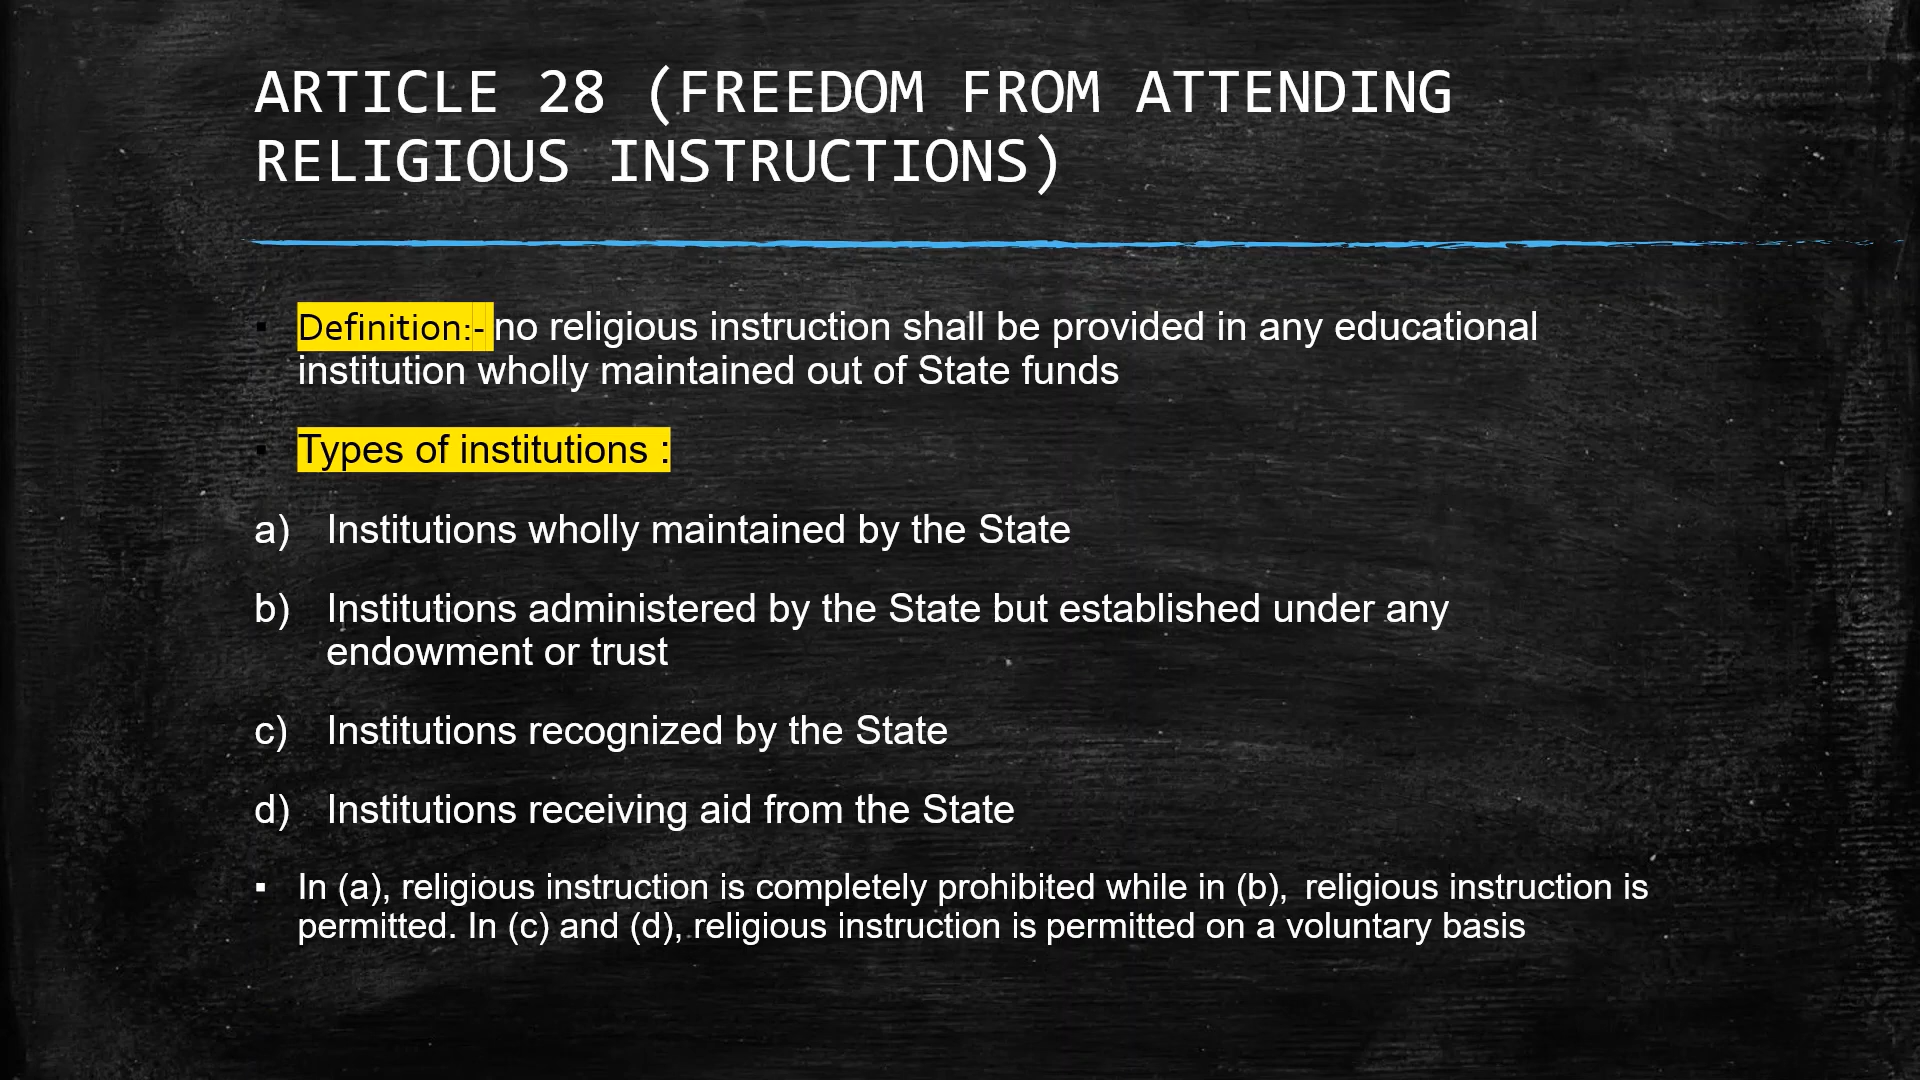 ARTICLE 28 (FREEDOM FROM ATTENDING
RELIGIOUS INSTRUCTIONS)
▪ Definition:- no religious instruction shall be provided in any educational
institution wholly maintained out of State funds
▪ Types of institutions :
a) Institutions wholly maintained by the State
b) Institutions administered by the State but established under any
endowment or trust
c) Institutions recognized by the State
d) Institutions receiving aid from the State
▪ In (a), religious instruction is completely prohibited while in (b),  religious instruction is
permitted. In (c) and (d), religious instruction is permitted on a voluntary basis